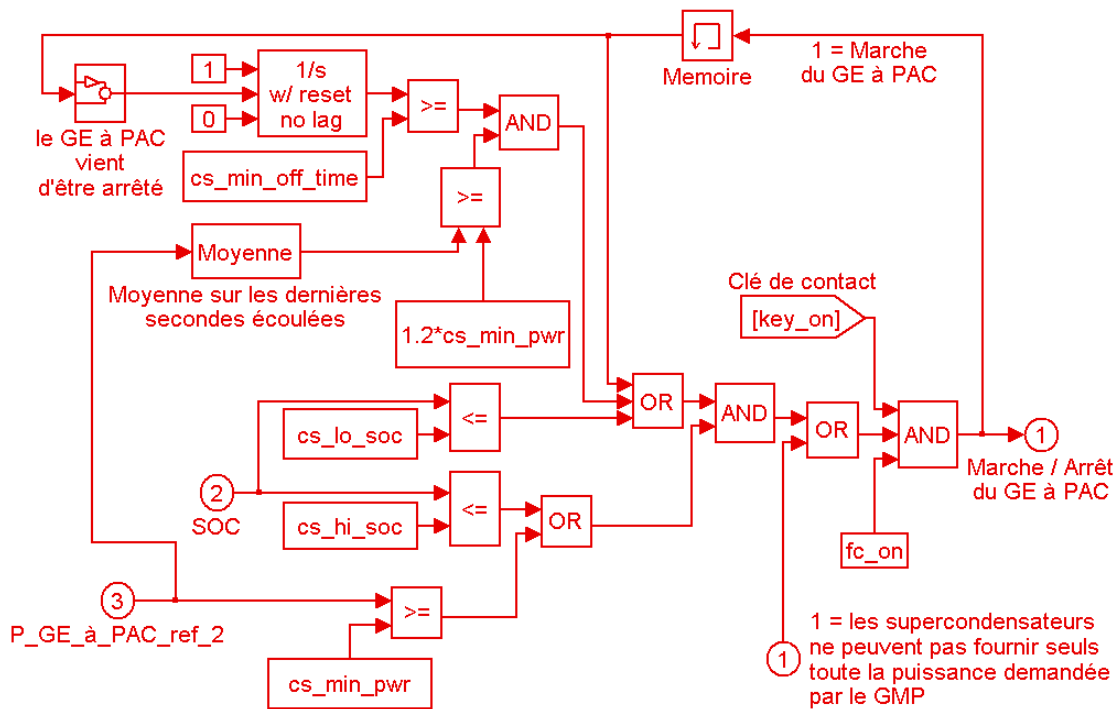 1 = Marche
du GE à PAC
Memoire
1
1/s
w/ reset
no lag
0
>=
AND
le GE à PAC
vient
d'être arrêté
cs_min_off_time
>=
Moyenne
Moyenne sur les dernières
secondes écoulées
1.2*cs_min_pwr
Clé de contact
[key_on]
<=
OR
AND
OR
AND
cs_lo_soc
1
Marche / Arrêt
du GE à PAC
2
SOC
<=
OR
cs_hi_soc
fc_on
3
P_GE_à_PAC_ref_2
>=
cs_min_pwr
1
1 = les supercondensateurs
ne peuvent pas fournir seuls
toute la puissance demandée
par le GMP